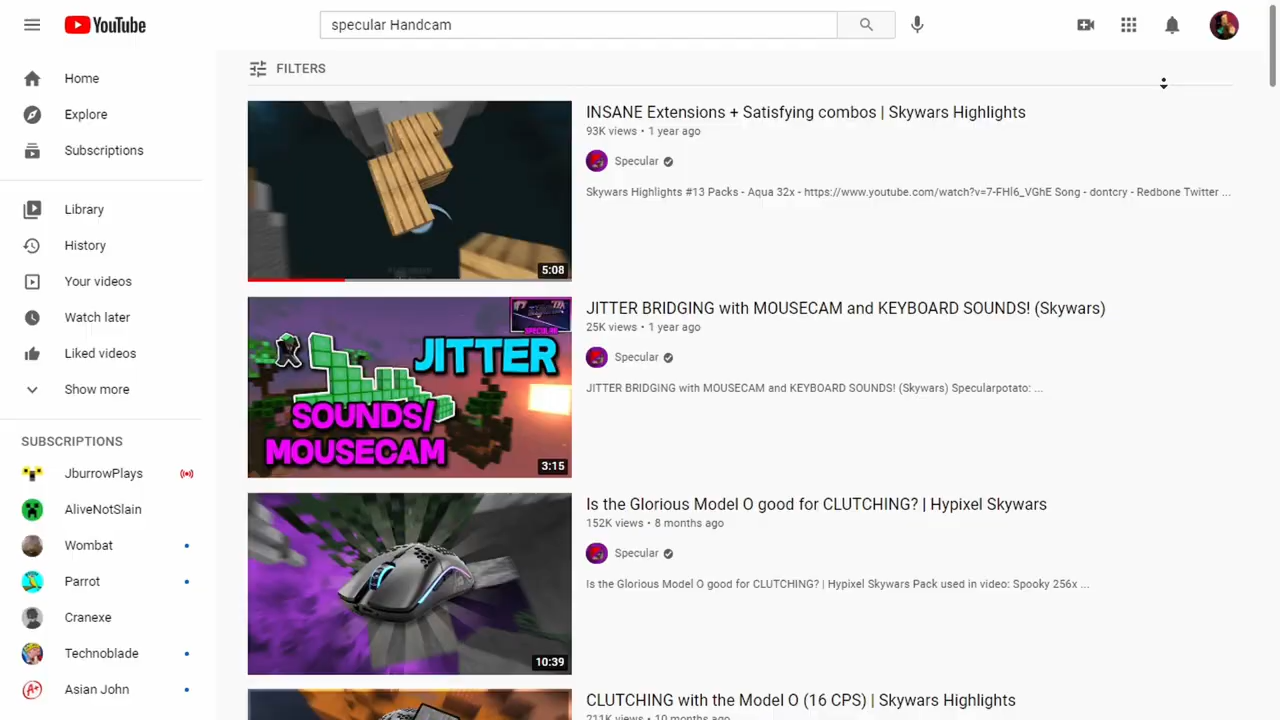 YouTube
specular Handcam
Home
Explore
Subscriptions
Library
History
Your videos
Watch later
Liked videos
Show more
SUBSCRIPTIONS
JburrowPlays
AliveNotSlain
Wombat
Parrot
Cranexe
Technoblade
Asian John
FILTERS
5:08
INSANE Extensions + Satisfying combos | Skywars Highlights
93K views • 1 year ago
Specular
Skywars Highlights #13 Packs - Aqua 32x - https://www.youtube.com/watch?v=7-FHl6_VGhE Song - dontcry - Redbone Twitter ...
SPECULAR
JITTER
SOUNDS/
MOUSECAM
3:15
JITTER BRIDGING with MOUSECAM and KEYBOARD SOUNDS! (Skywars)
25K views • 1 year ago
Specular
JITTER BRIDGING with MOUSECAM and KEYBOARD SOUNDS! (Skywars) Specularpotato: ...
10:39
Is the Glorious Model O good for CLUTCHING? | Hypixel Skywars
152K views • 8 months ago
Specular
Is the Glorious Model O good for CLUTCHING? | Hypixel Skywars Pack used in video: Spooky 256x ...
CLUTCHING with the Model O (16 CPS) | Skywars Highlights
211K views • 10 months ago